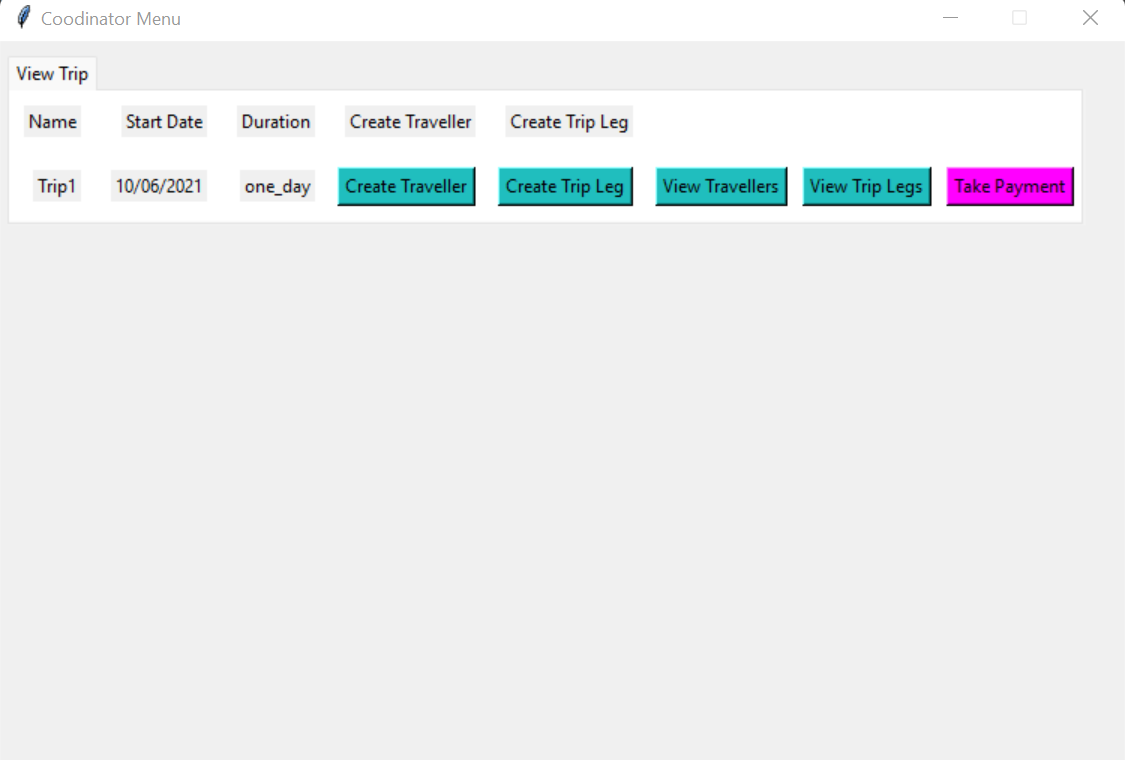 Coodinator Menu
View Trip
Name Start Date Duration Create Traveller Create Trip Leg
Trip1 10/06/2021 one_day Create Traveller Create Trip Leg View Travellers View Trip Legs Take Payment